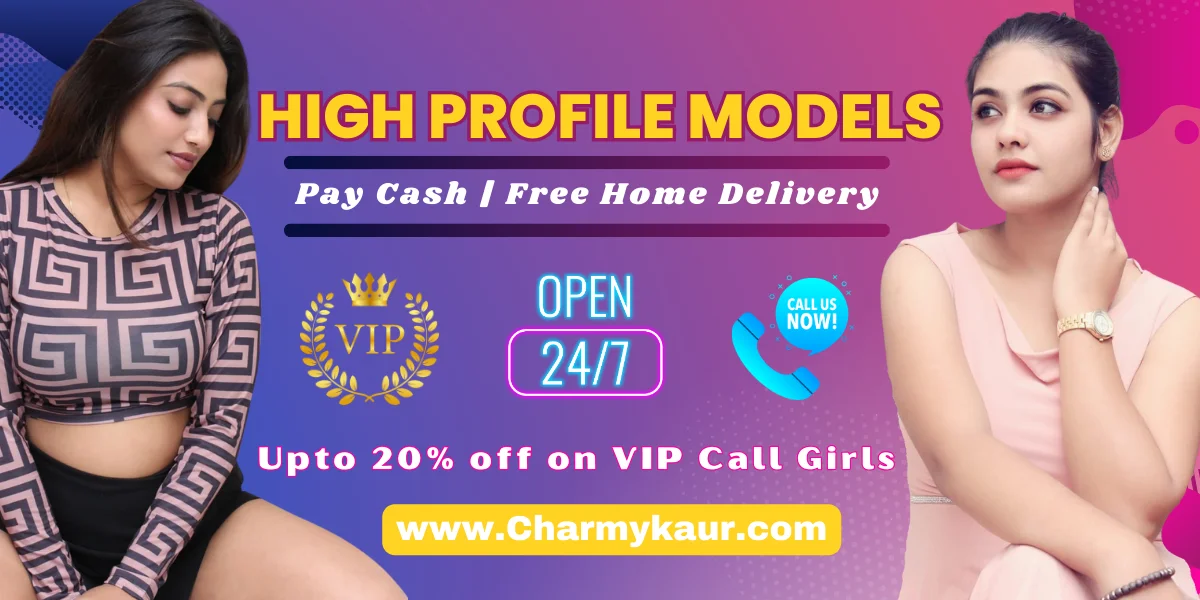 HIGH PROFILE MODELS
Pay Cash | Free Home Delivery
VIP
OPEN
24/7
CALL US
NOW!
Upto 20% off on VIP Call Girls
www.Charmykaur.com